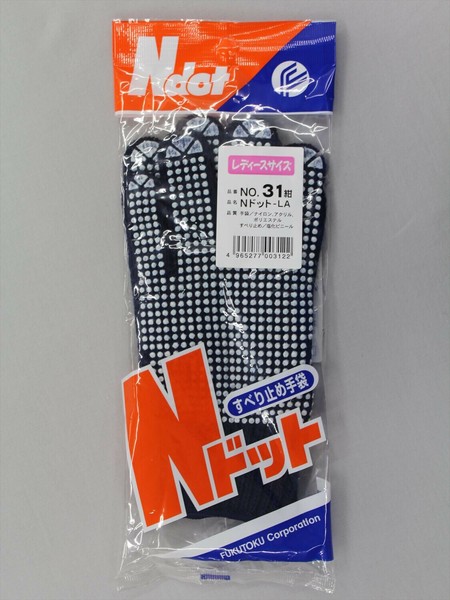 Ndot
レディースサイズ
品番 NO.31紺
品名 Nドット-LA
品質 手袋/ナイロン、アクリル、
ポリエステル
すべり止め/塩化ビニール
4 965277 003122
すべり止め手袋
Nドット
FUKUTOKU Corporation